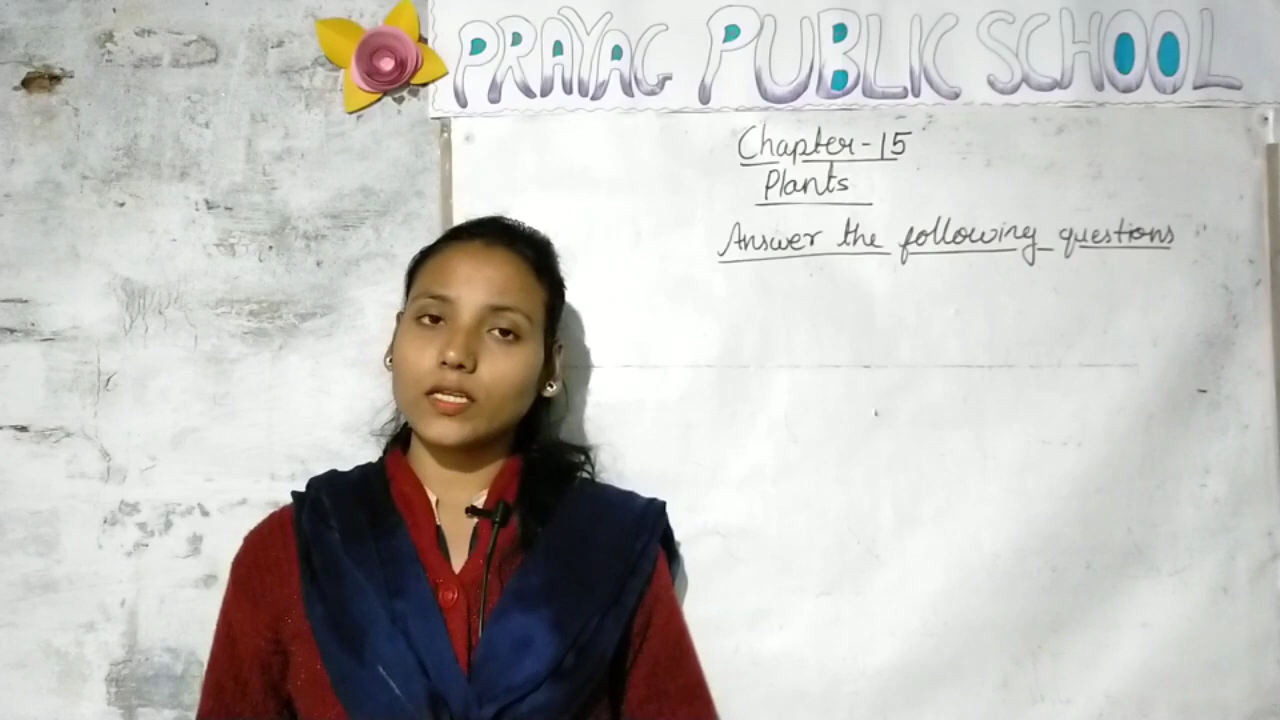 PRAYAG PUBLIC SCHOOL
Chapter-15
Plants
Answer the following questions